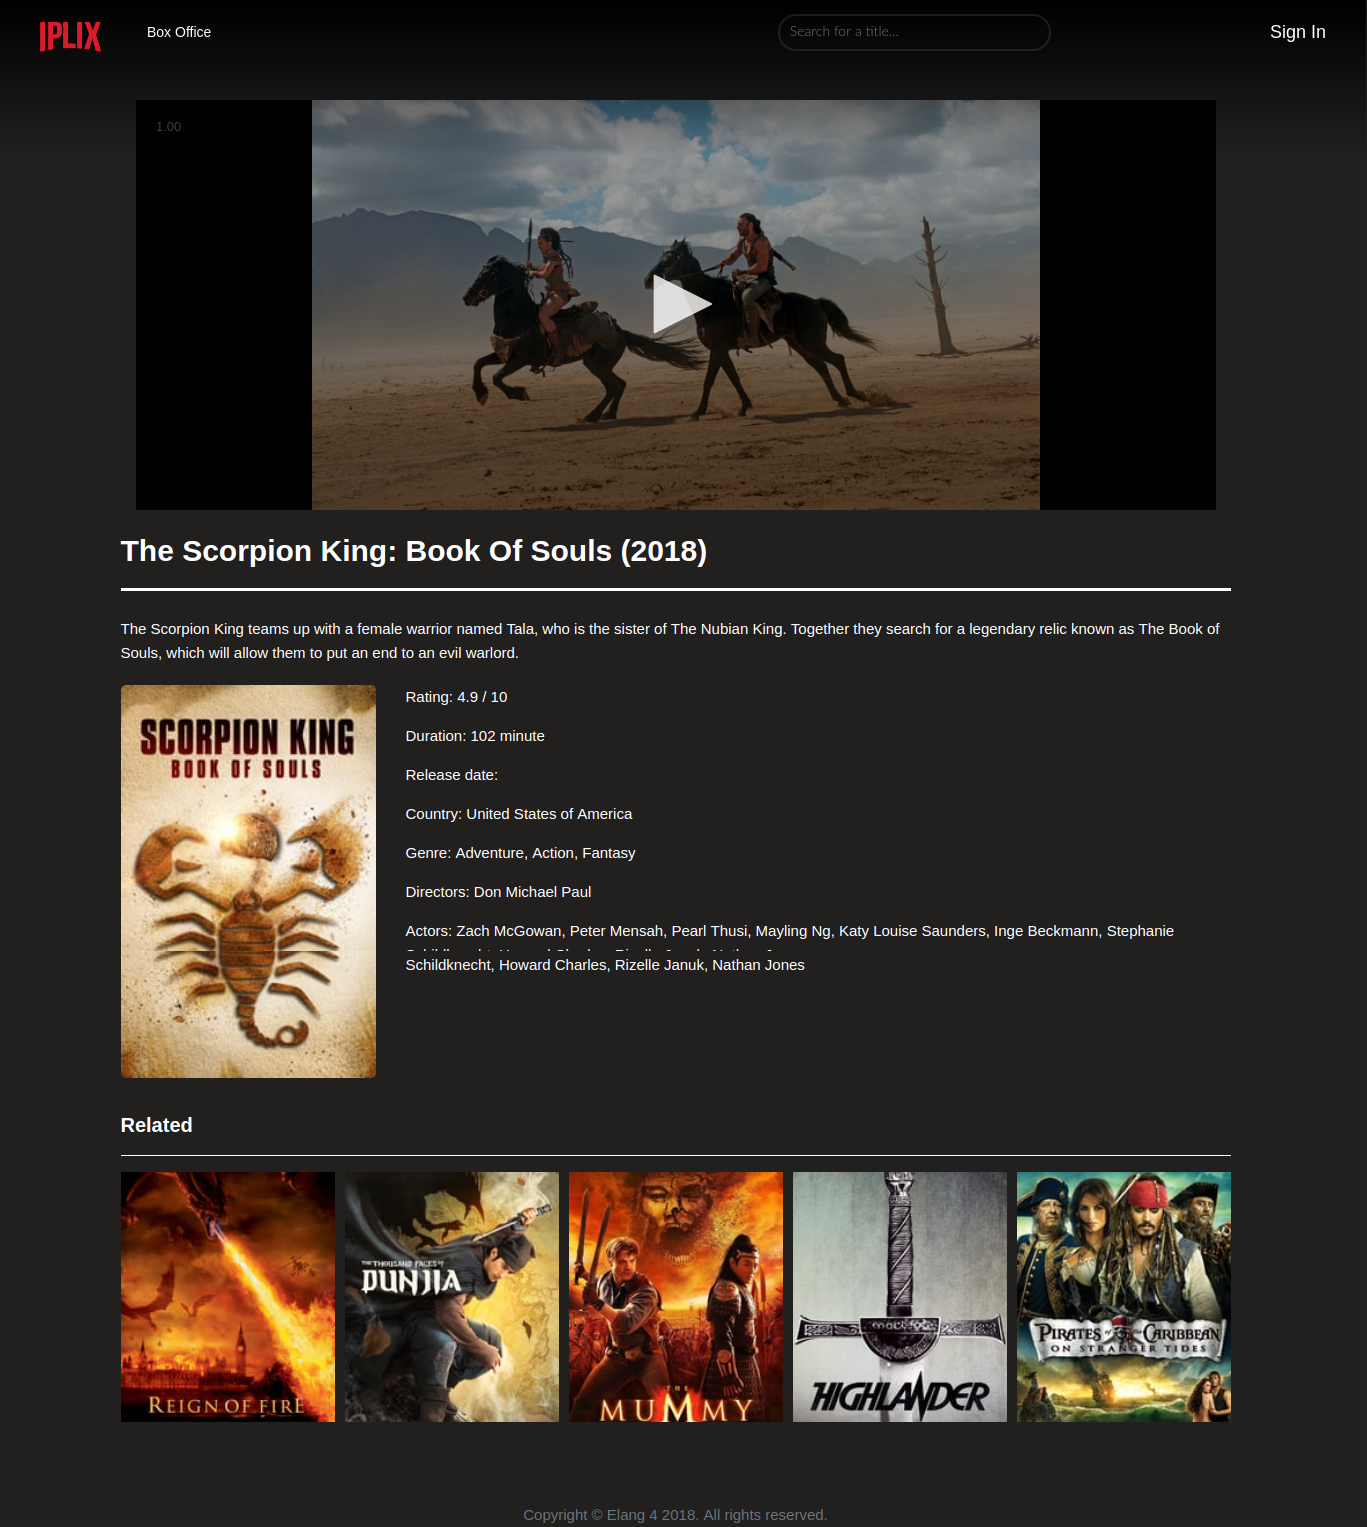 IPLIX
Box Office
Search for a title...
Sign In
1.00
The Scorpion King: Book Of Souls (2018)
The Scorpion King teams up with a female warrior named Tala, who is the sister of The Nubian King. Together they search for a legendary relic known as The Book of
Souls, which will allow them to put an end to an evil warlord.
SCORPION KING
BOOK OF SOULS
Rating: 4.9 / 10
Duration: 102 minute
Release date:
Country: United States of America
Genre: Adventure, Action, Fantasy
Directors: Don Michael Paul
Actors: Zach McGowan, Peter Mensah, Pearl Thusi, Mayling Ng, Katy Louise Saunders, Inge Beckmann, Stephanie
Schildknecht, Howard Charles, Rizelle Januk, Nathan Jones
Related
REIGN OF FIRE
THE THOUSAND FACES OF
DUNJIA
THE
MUMMY
HIGHLANDER
PIRATES of the CARIBBEAN
ON STRANGER TIDES
Copyright © Elang 4 2018. All rights reserved.